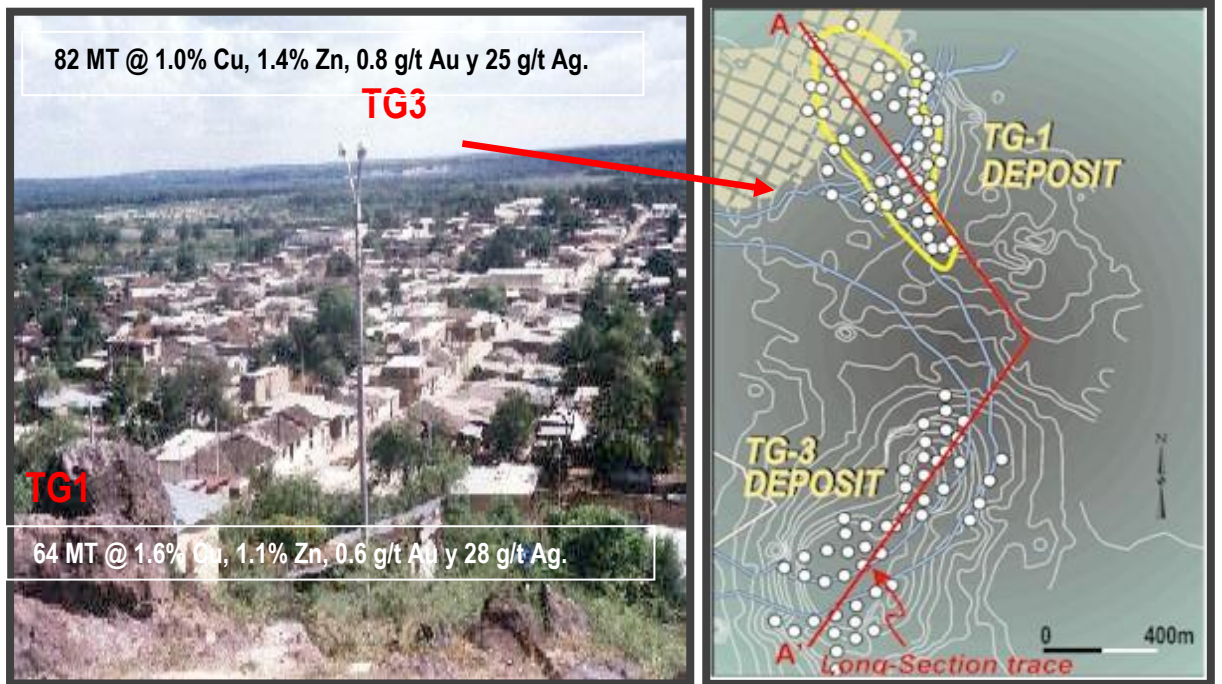 82 MT @ 1.0% Cu, 1.4% Zn, 0.8 g/t Au y 25 g/t Ag.
TG3
TG1
64 MT @ 1.6% Cu, 1.1% Zn, 0.6 g/t Au y 28 g/t Ag.
A
TG-1
DEPOSIT
TG-3
DEPOSIT
N
0 400m
A'
Long-Section trace